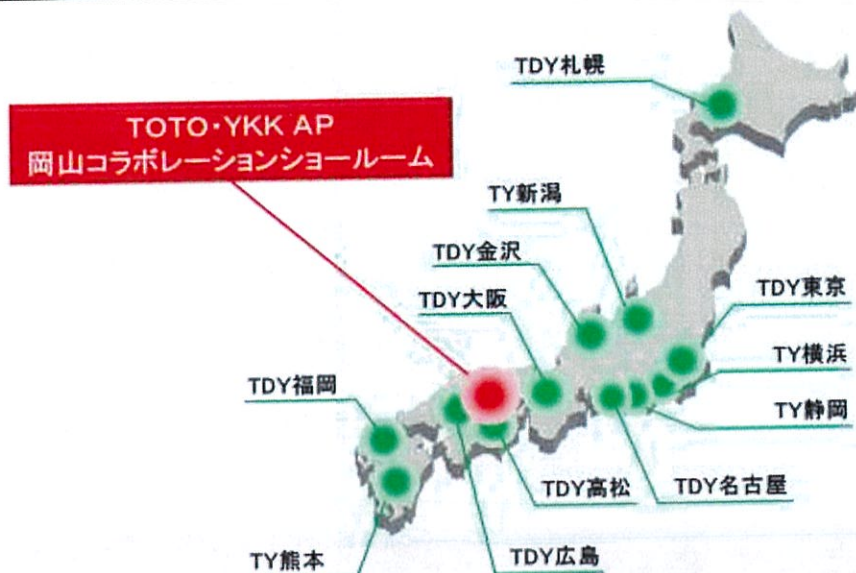 TDY札幌
TOTO・YKK AP
岡山コラボレーションショールーム
TY新潟
TDY金沢
TDY大阪
TDY東京
TY横浜
TDY福岡
TY静岡
TDY高松
TDY名古屋
TY熊本
TDY広島